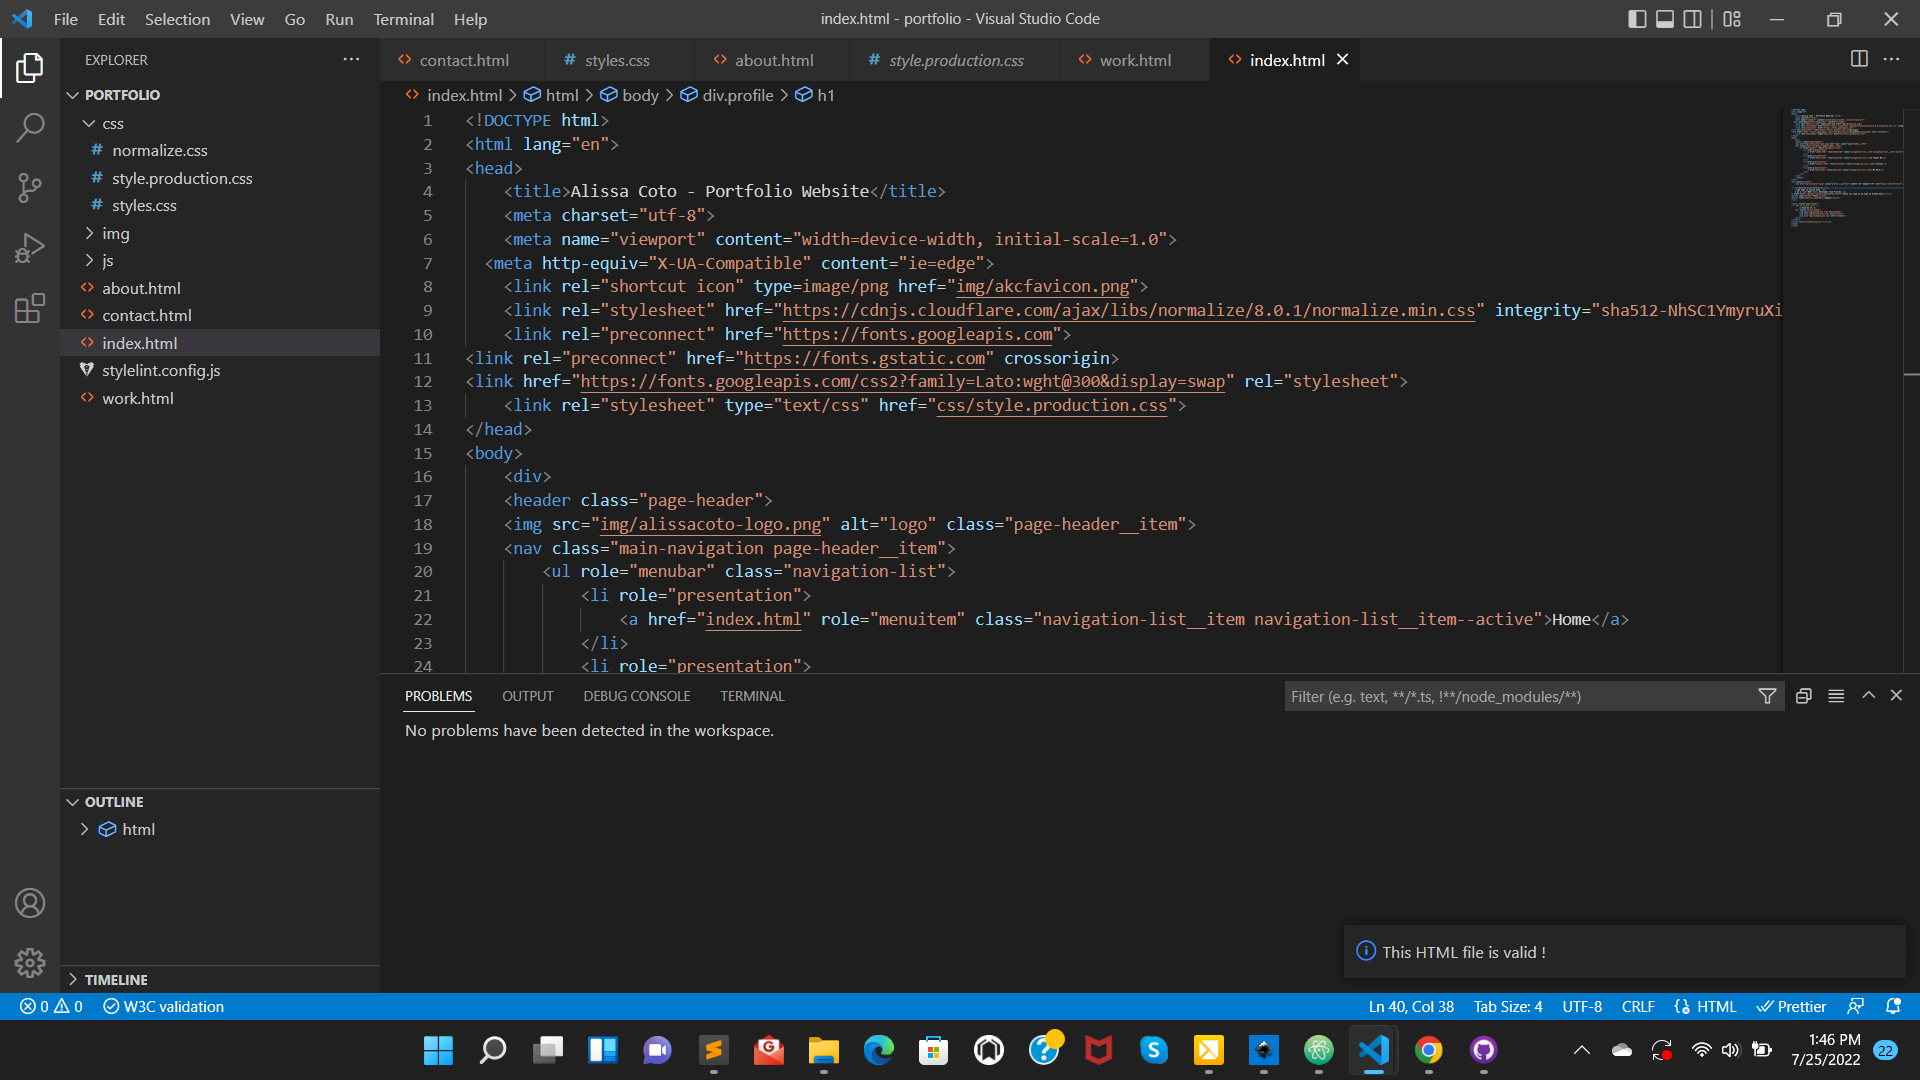 File Edit Selection View Go Run Terminal Help
index.html - portfolio - Visual Studio Code
EXPLORER
PORTFOLIO
css
normalize.css
style.production.css
styles.css
img
js
about.html
contact.html
index.html
stylelint.config.js
work.html
OUTLINE
html
TIMELINE
contact.html styles.css about.html style.production.css work.html index.html
index.html > html > body > div.profile > h1
1 <!DOCTYPE html>
2 <html lang="en">
3 <head>
4 <title>Alissa Coto - Portfolio Website</title>
5 <meta charset="utf-8">
6 <meta name="viewport" content="width=device-width, initial-scale=1.0">
7 <meta http-equiv="X-UA-Compatible" content="ie=edge">
8 <link rel="shortcut icon" type=image/png href="img/akcfavicon.png">
9 <link rel="stylesheet" href="https://cdnjs.cloudflare.com/ajax/libs/normalize/8.0.1/normalize.min.css" integrity="sha512-NhSC1YmyruXi
10 <link rel="preconnect" href="https://fonts.googleapis.com">
11 <link rel="preconnect" href="https://fonts.gstatic.com" crossorigin>
12 <link href="https://fonts.googleapis.com/css2?family=Lato:wght@300&display=swap" rel="stylesheet">
13 <link rel="stylesheet" type="text/css" href="css/style.production.css">
14 </head>
15 <body>
16 <div>
17 <header class="page-header">
18 <img src="img/alissacoto-logo.png" alt="logo" class="page-header__item">
19 <nav class="main-navigation page-header__item">
20 <ul role="menubar" class="navigation-list">
21 <li role="presentation">
22 <a href="index.html" role="menuitem" class="navigation-list__item navigation-list__item--active">Home</a>
23 </li>
24 <li role="presentation">
PROBLEMS OUTPUT DEBUG CONSOLE TERMINAL
Filter (e.g. text, **/*.ts, !**/node_modules/**)
No problems have been detected in the workspace.
This HTML file is valid !
0 0 W3C validation
Ln 40, Col 38 Tab Size: 4 UTF-8 CRLF HTML Prettier
1:46 PM
7/25/2022
22